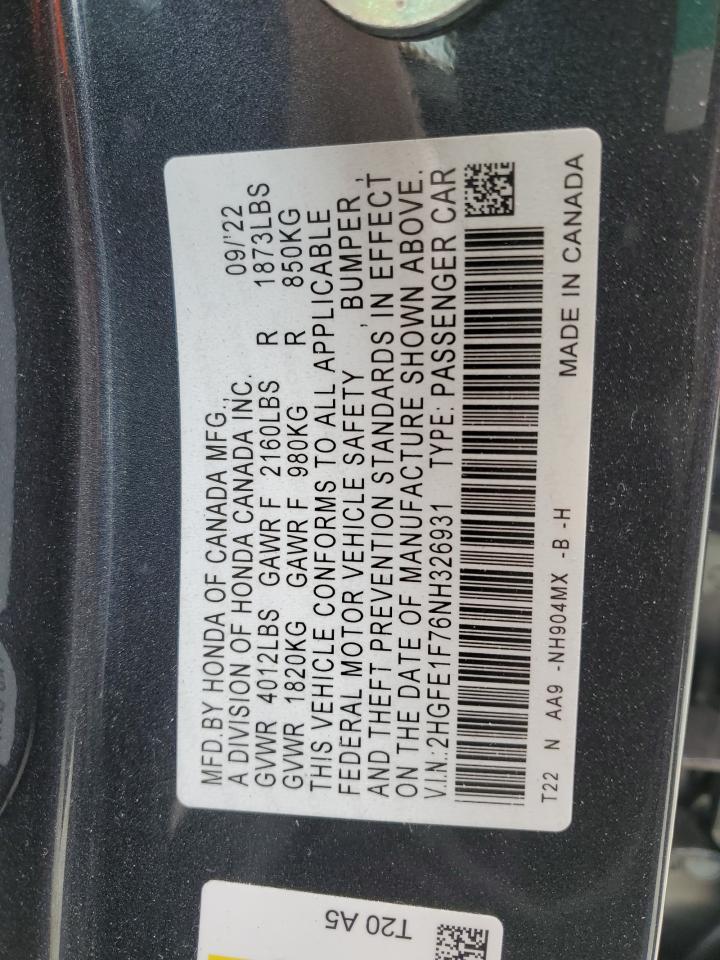 MFD.BY HONDA OF CANADA MFG.,
A DIVISION OF HONDA CANADA INC. 09/'22
GVWR 4012LBS GAWR F 2160LBS R 1873LBS
GVWR 1820KG GAWR F 980KG R 850KG
THIS VEHICLE CONFORMS TO ALL APPLICABLE
FEDERAL MOTOR VEHICLE SAFETY, BUMPER,
AND THEFT PREVENTION STANDARDS IN EFFECT
ON THE DATE OF MANUFACTURE SHOWN ABOVE.
V.I.N.:2HGFE1F76NH326931 TYPE: PASSENGER CAR
T22 N AA9 -NH904MX -B -H
MADE IN CANADA
T20 A5